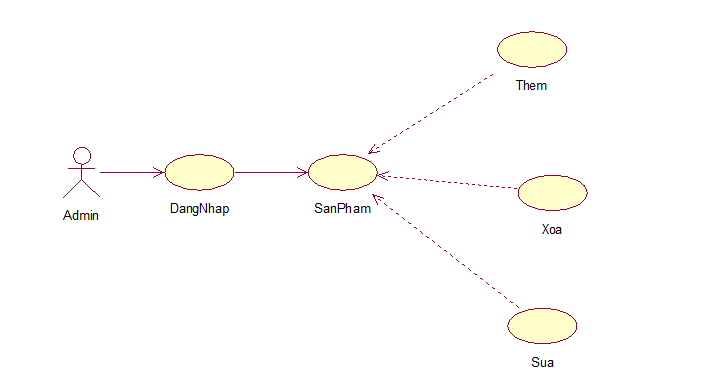 Them
Admin
DangNhap
SanPham
Xoa
Sua